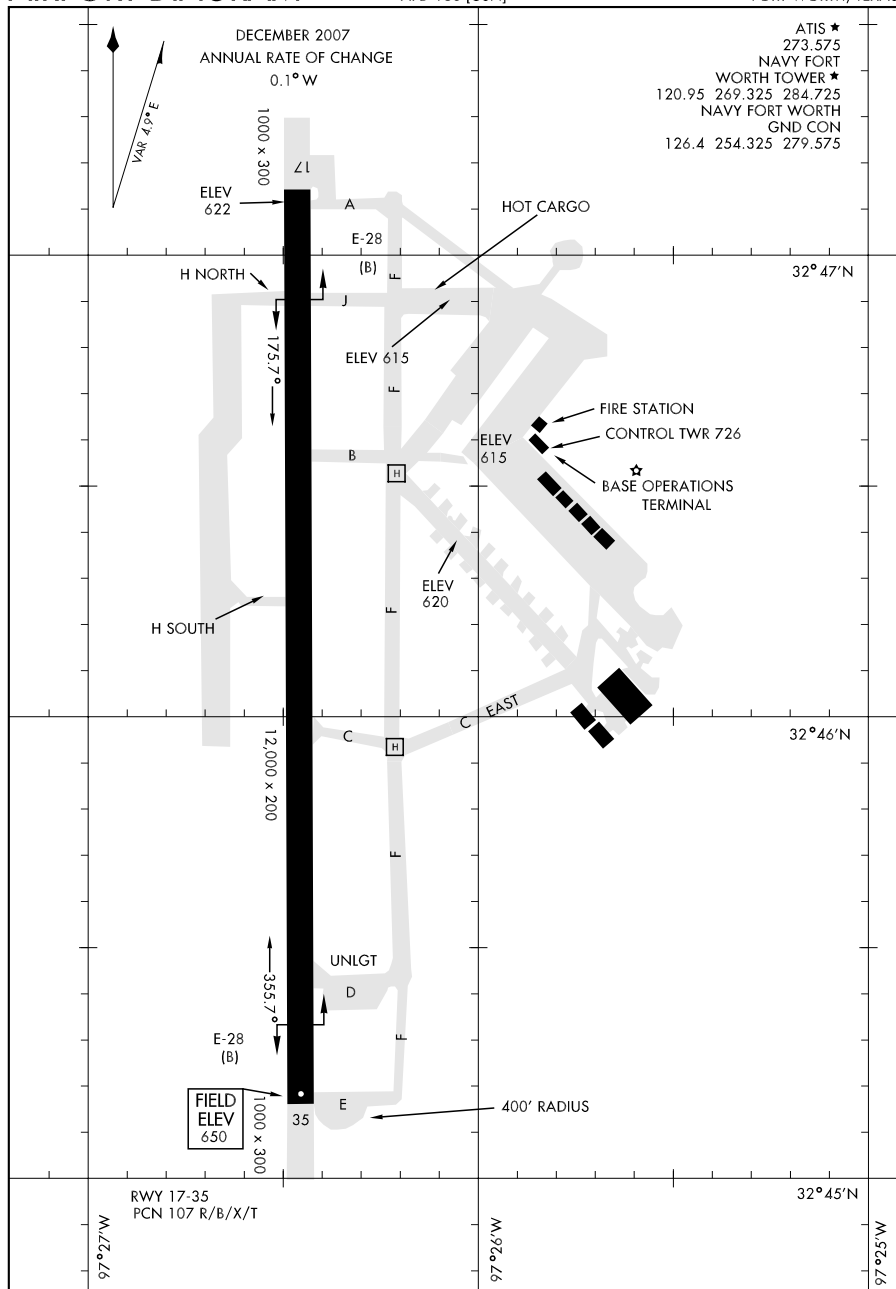 DECEMBER 2007
ANNUAL RATE OF CHANGE
0.1° W
VAR 4.9° E
ATIS ★
273.575
NAVY FORT
WORTH TOWER ★
120.95 269.325 284.725
NAVY FORT WORTH
GND CON
126.4 254.325 279.575
1000 x 300
17
ELEV
622
A
HOT CARGO
E-28
(B)
F
H NORTH
J
32°47'N
175.7°
ELEV 615
F
FIRE STATION
CONTROL TWR 726
ELEV
615
B
H
BASE OPERATIONS
TERMINAL
ELEV
620
F
H SOUTH
C EAST
C
H
32°46'N
12,000 x 200
F
UNLGT
355.7°
D
E-28
(B)
F
FIELD
ELEV
650
E
400' RADIUS
35
1000 x 300
RWY 17-35
PCN 107 R/B/X/T
32°45'N
97°27'W
97°26'W
97°25'W